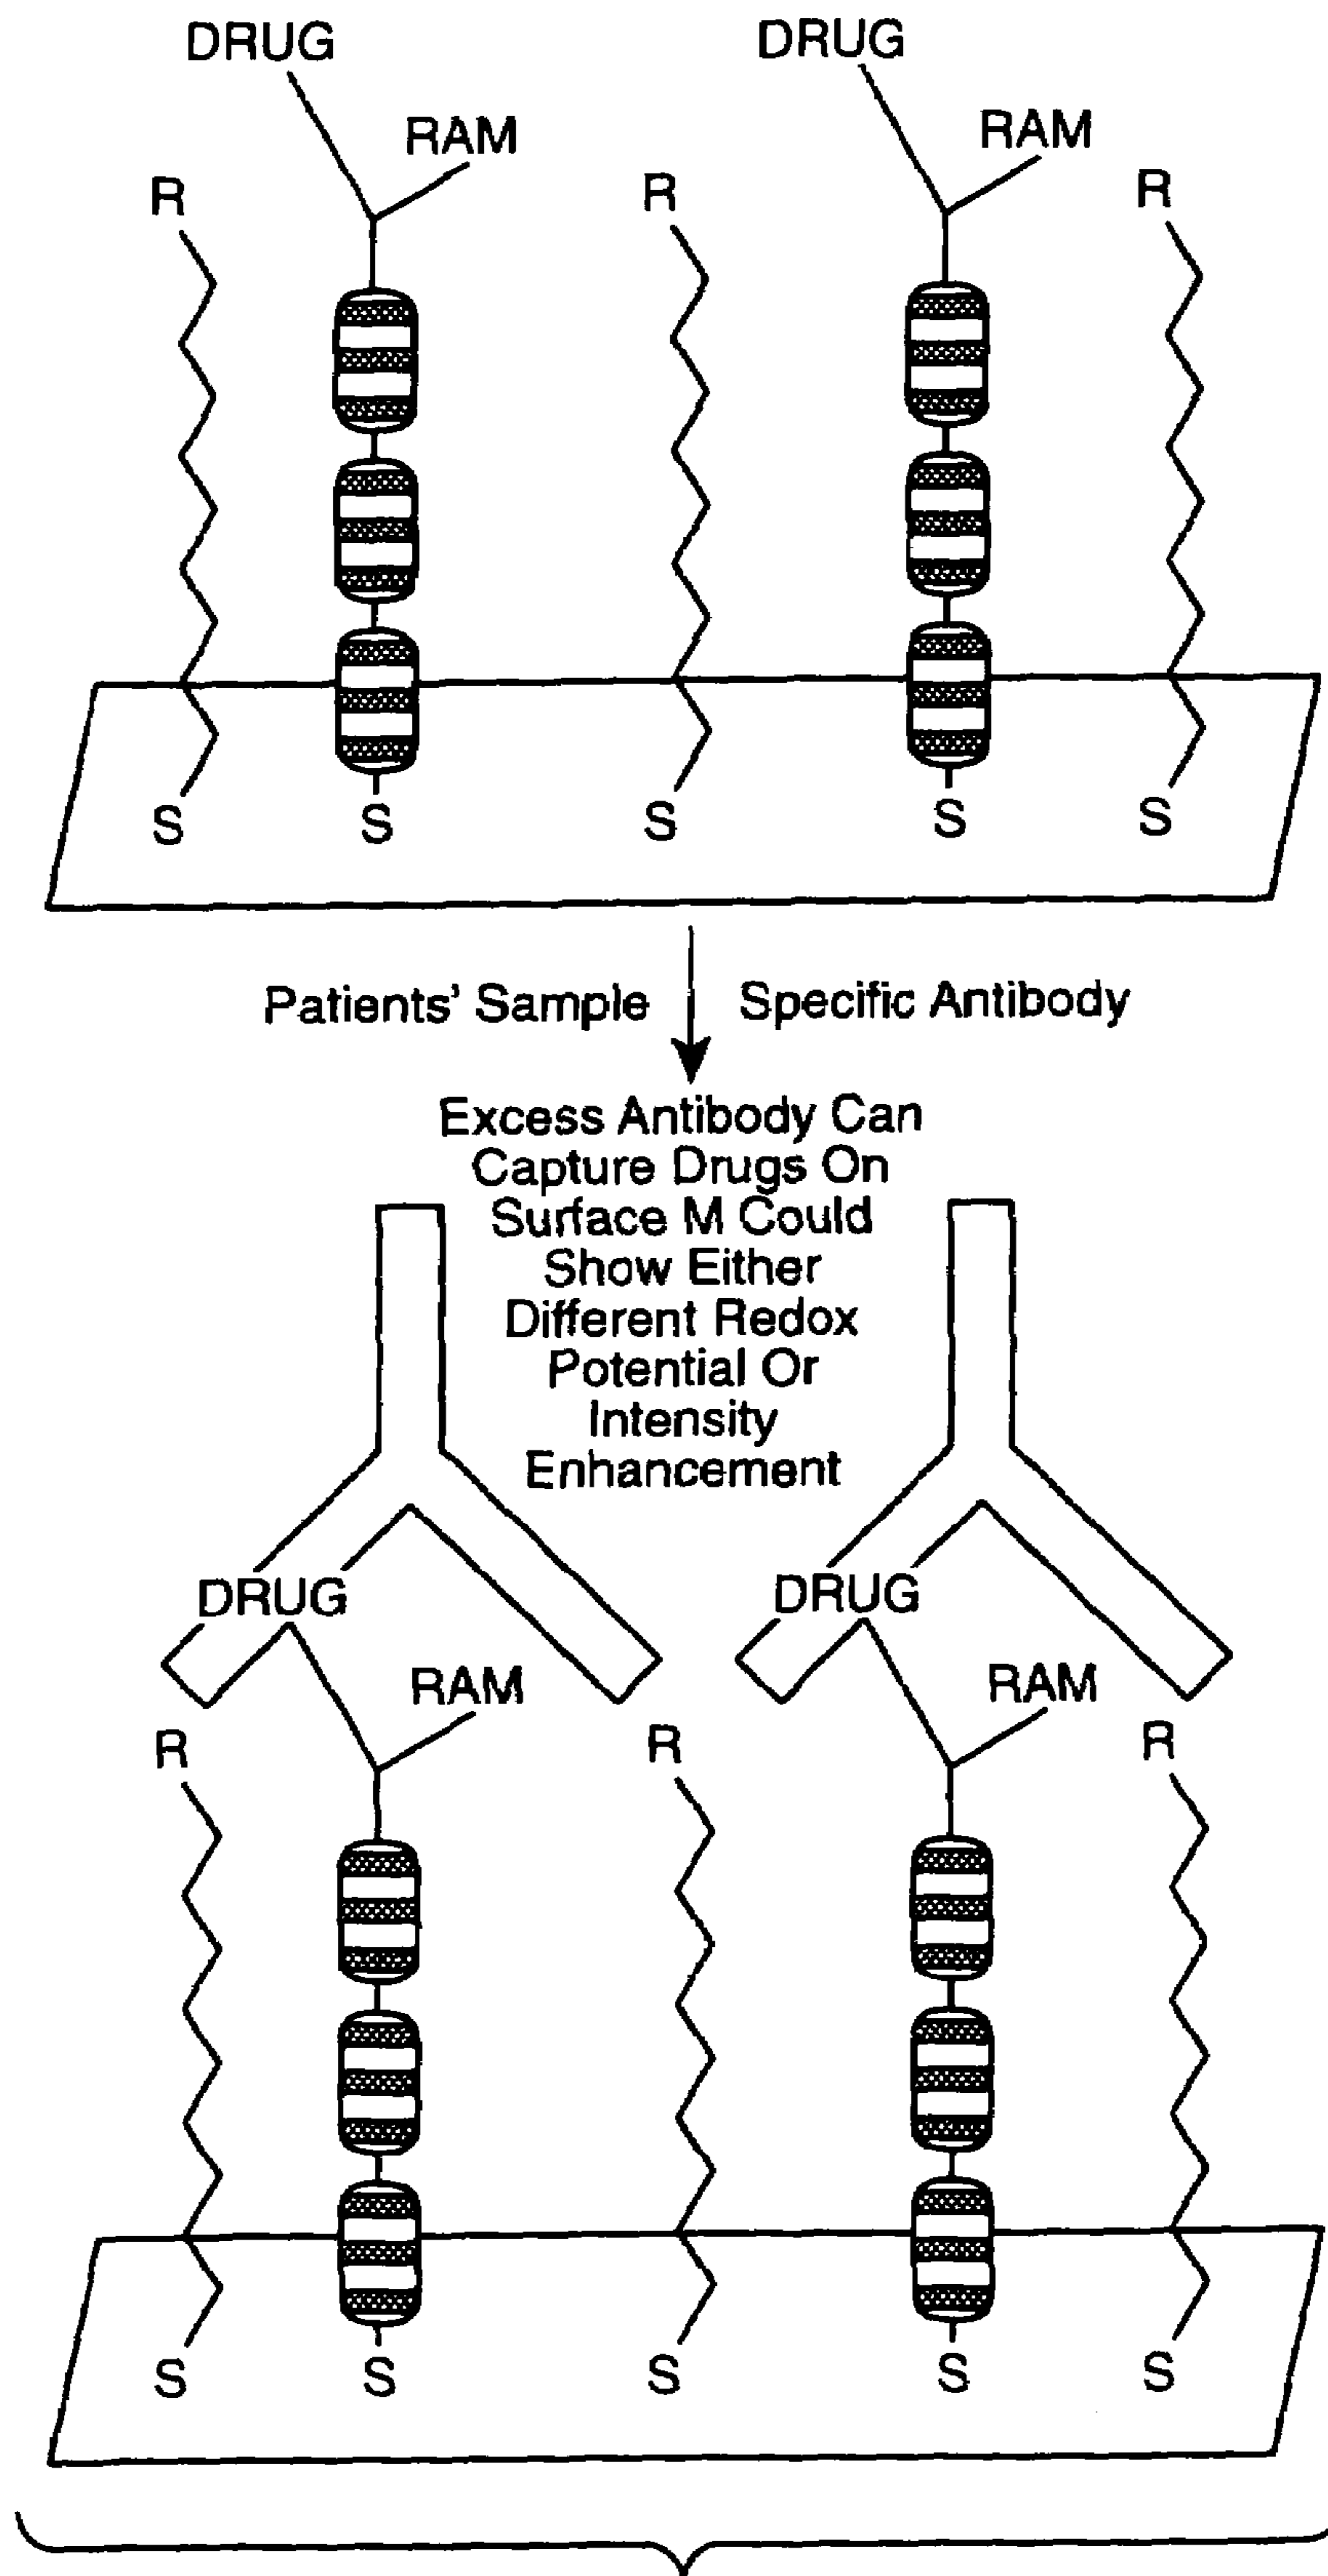 DRUG DRUG
RAM RAM
R R R
S S S S S
Patients' Sample Specific Antibody
Excess Antibody Can
Capture Drugs On
Surface M Could
Show Either
Different Redox
Potential Or
Intensity
Enhancement
DRUG DRUG
RAM RAM
R R R
S S S S S